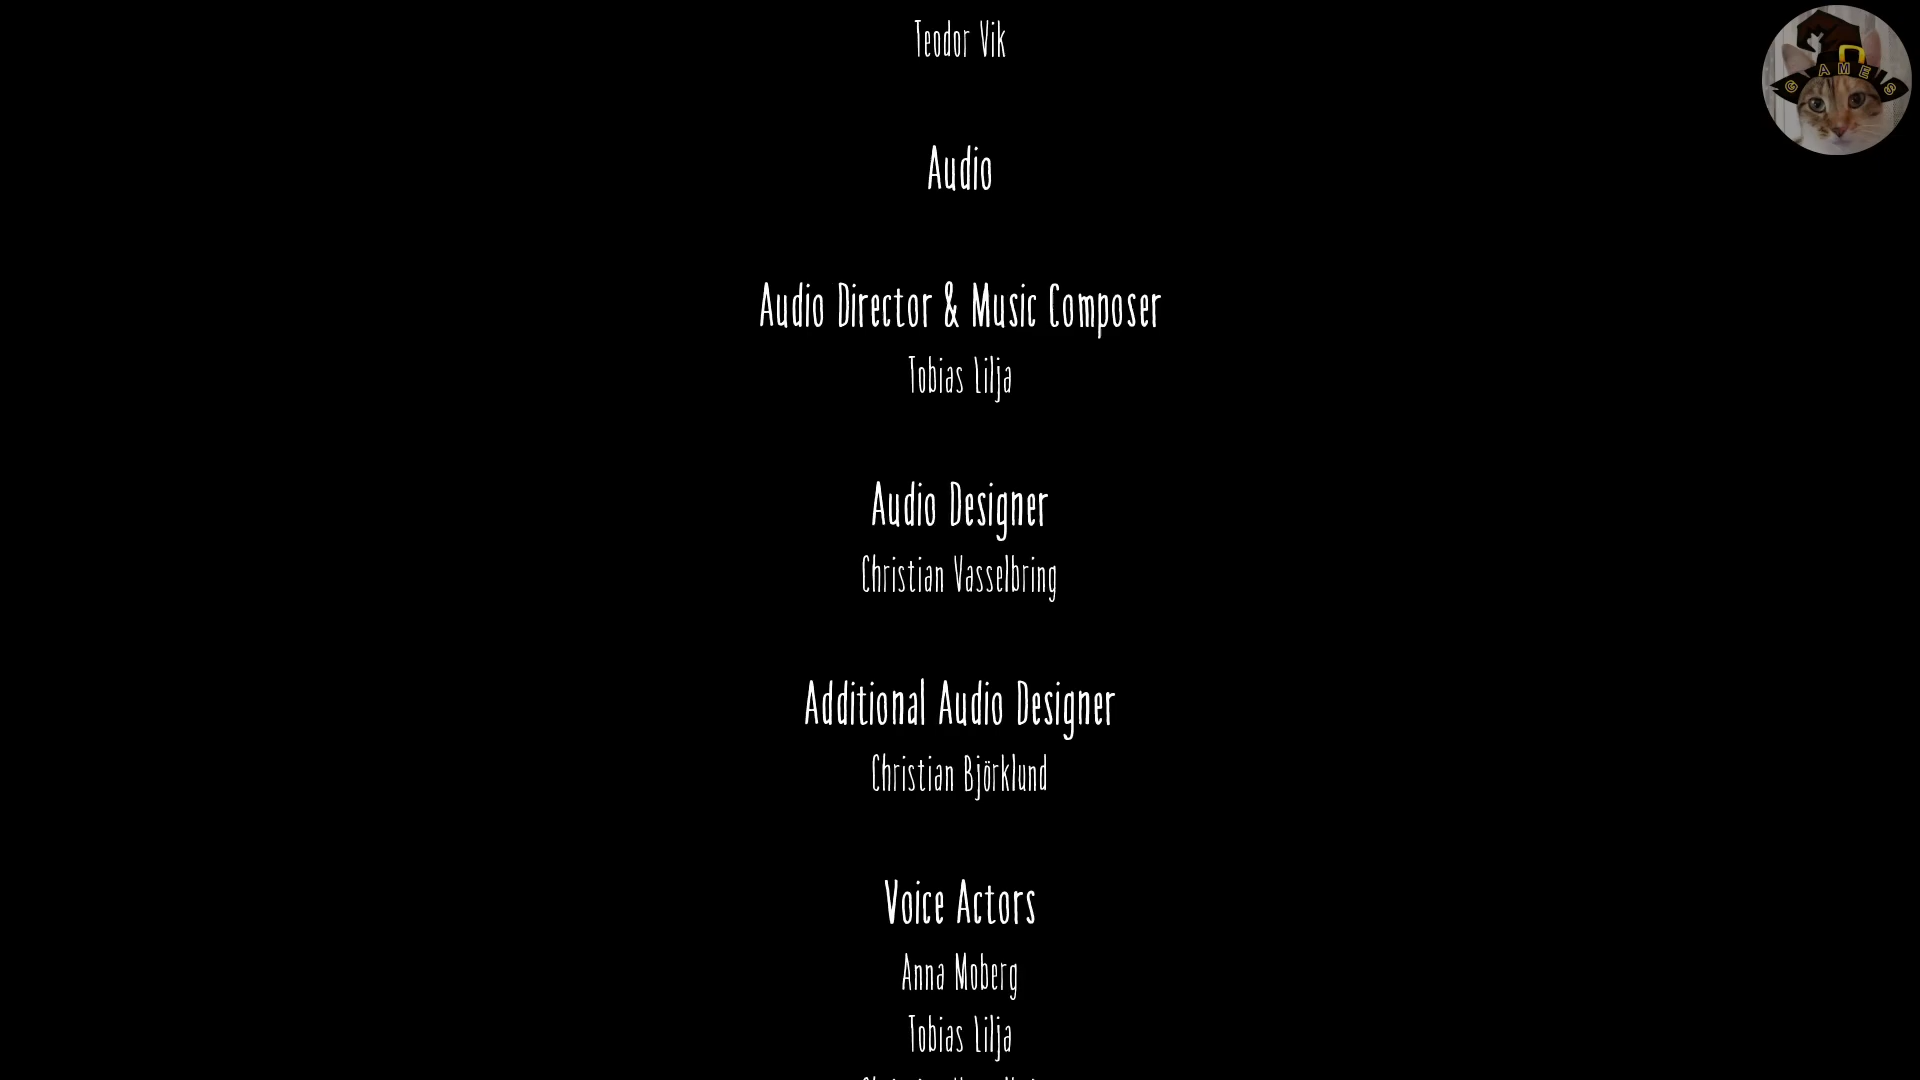 Teodor Vik
Audio
Audio Director & Music Composer
Tobias Lilja
Audio Designer
Christian Vasselbring
Additional Audio Designer
Christian Björklund
Voice Actors
Anna Moberg
Tobias Lilja
GAMES